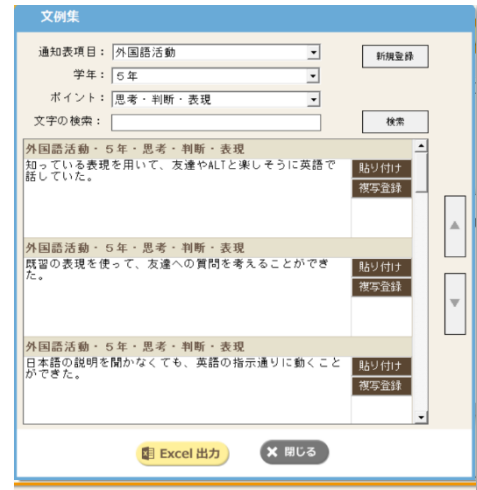 文例集
通知表項目： 外国語活動
新規登録
学年： ５年
ポイント： 思考・判断・表現
文字の検索：
検索
外国語活動・５年・思考・判断・表現
知っている表現を用いて、友達やALTと楽しそうに英語で
話していた。
貼り付け
複写登録
外国語活動・５年・思考・判断・表現
既習の表現を使って、友達への質問を考えることができ
た。
貼り付け
複写登録
外国語活動・５年・思考・判断・表現
日本語の説明を聞かなくても、英語の指示通りに動くこと
ができた。
貼り付け
複写登録
Excel 出力
閉じる